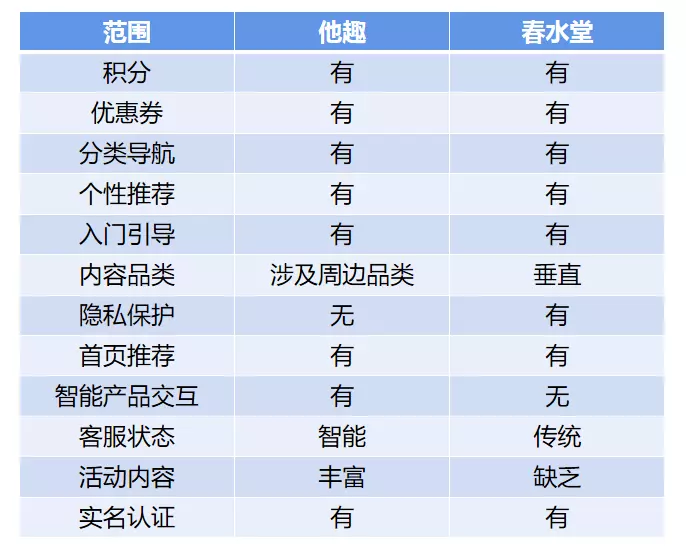 范围 他趣 春水堂
积分 有 有
优惠券 有 有
分类导航 有 有
个性推荐 有 有
入门引导 有 有
内容品类 涉及周边品类 垂直
隐私保护 无 有
首页推荐 有 有
智能产品交互 有 无
客服状态 智能 传统
活动内容 丰富 缺乏
实名认证 有 有